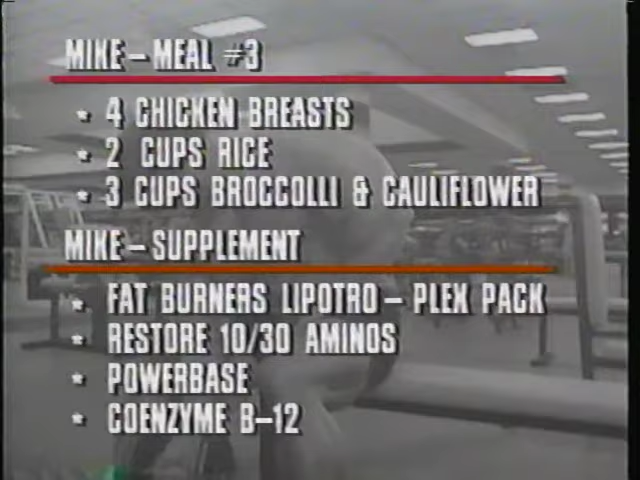 MIKE – MEAL #3
* 4 CHICKEN BREASTS
* 2 CUPS RICE
* 3 CUPS BROCCOLLI & CAULIFLOWER
MIKE – SUPPLEMENT
* FAT BURNERS LIPOTRO – PLEX PACK
* RESTORE 10/30 AMINOS
* POWERBASE
* COENZYME B–12